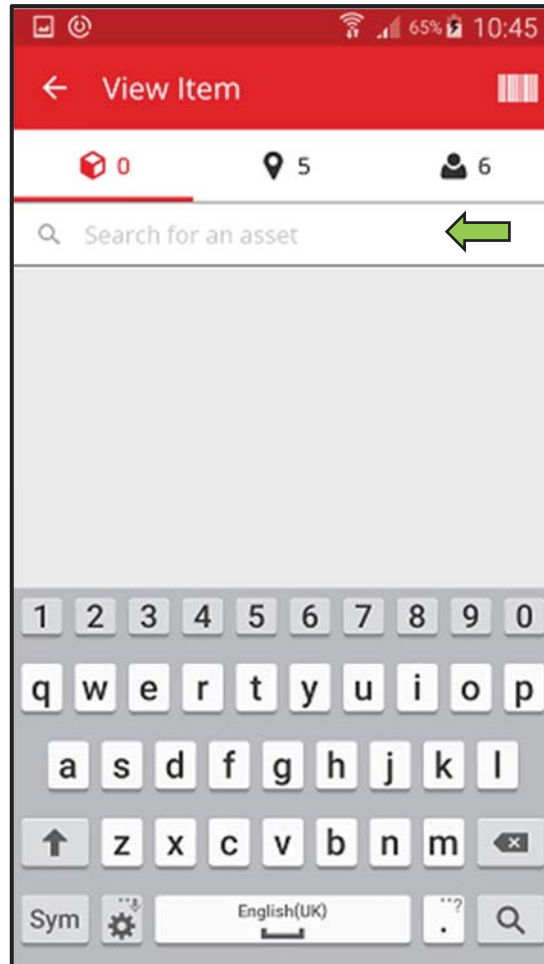 65% 10:45
View Item
0 5 6
Search for an asset
1 2 3 4 5 6 7 8 9 0
q w e r t y u i o p
a s d f g h j k l
z x c v b n m
Sym English(UK) . ?